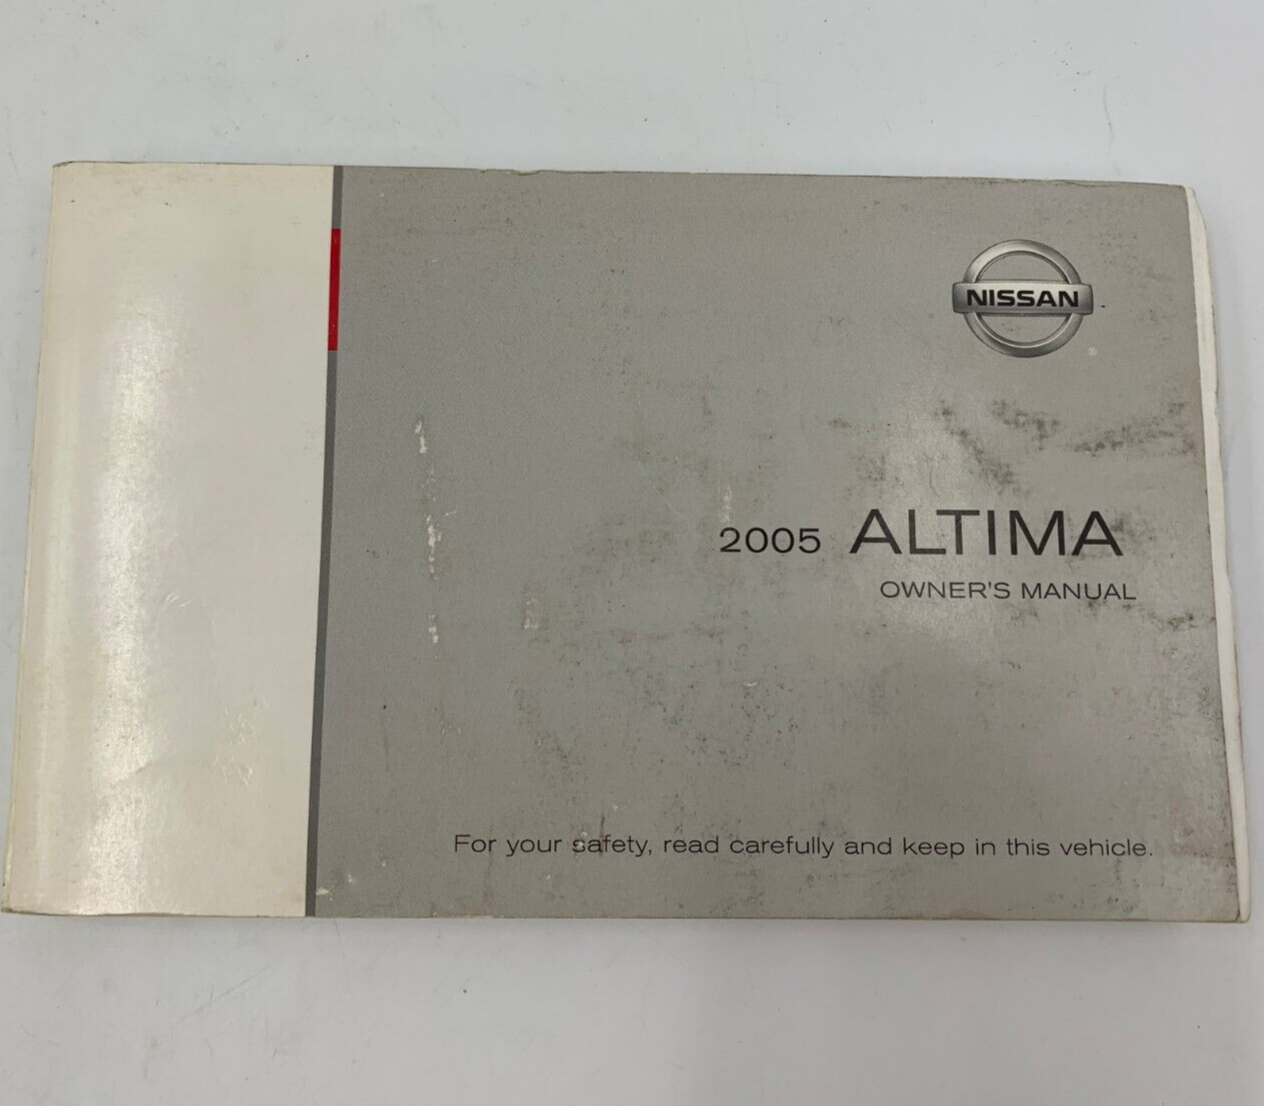 NISSAN
2005 ALTIMA
OWNER'S MANUAL
For your safety, read carefully and keep in this vehicle.